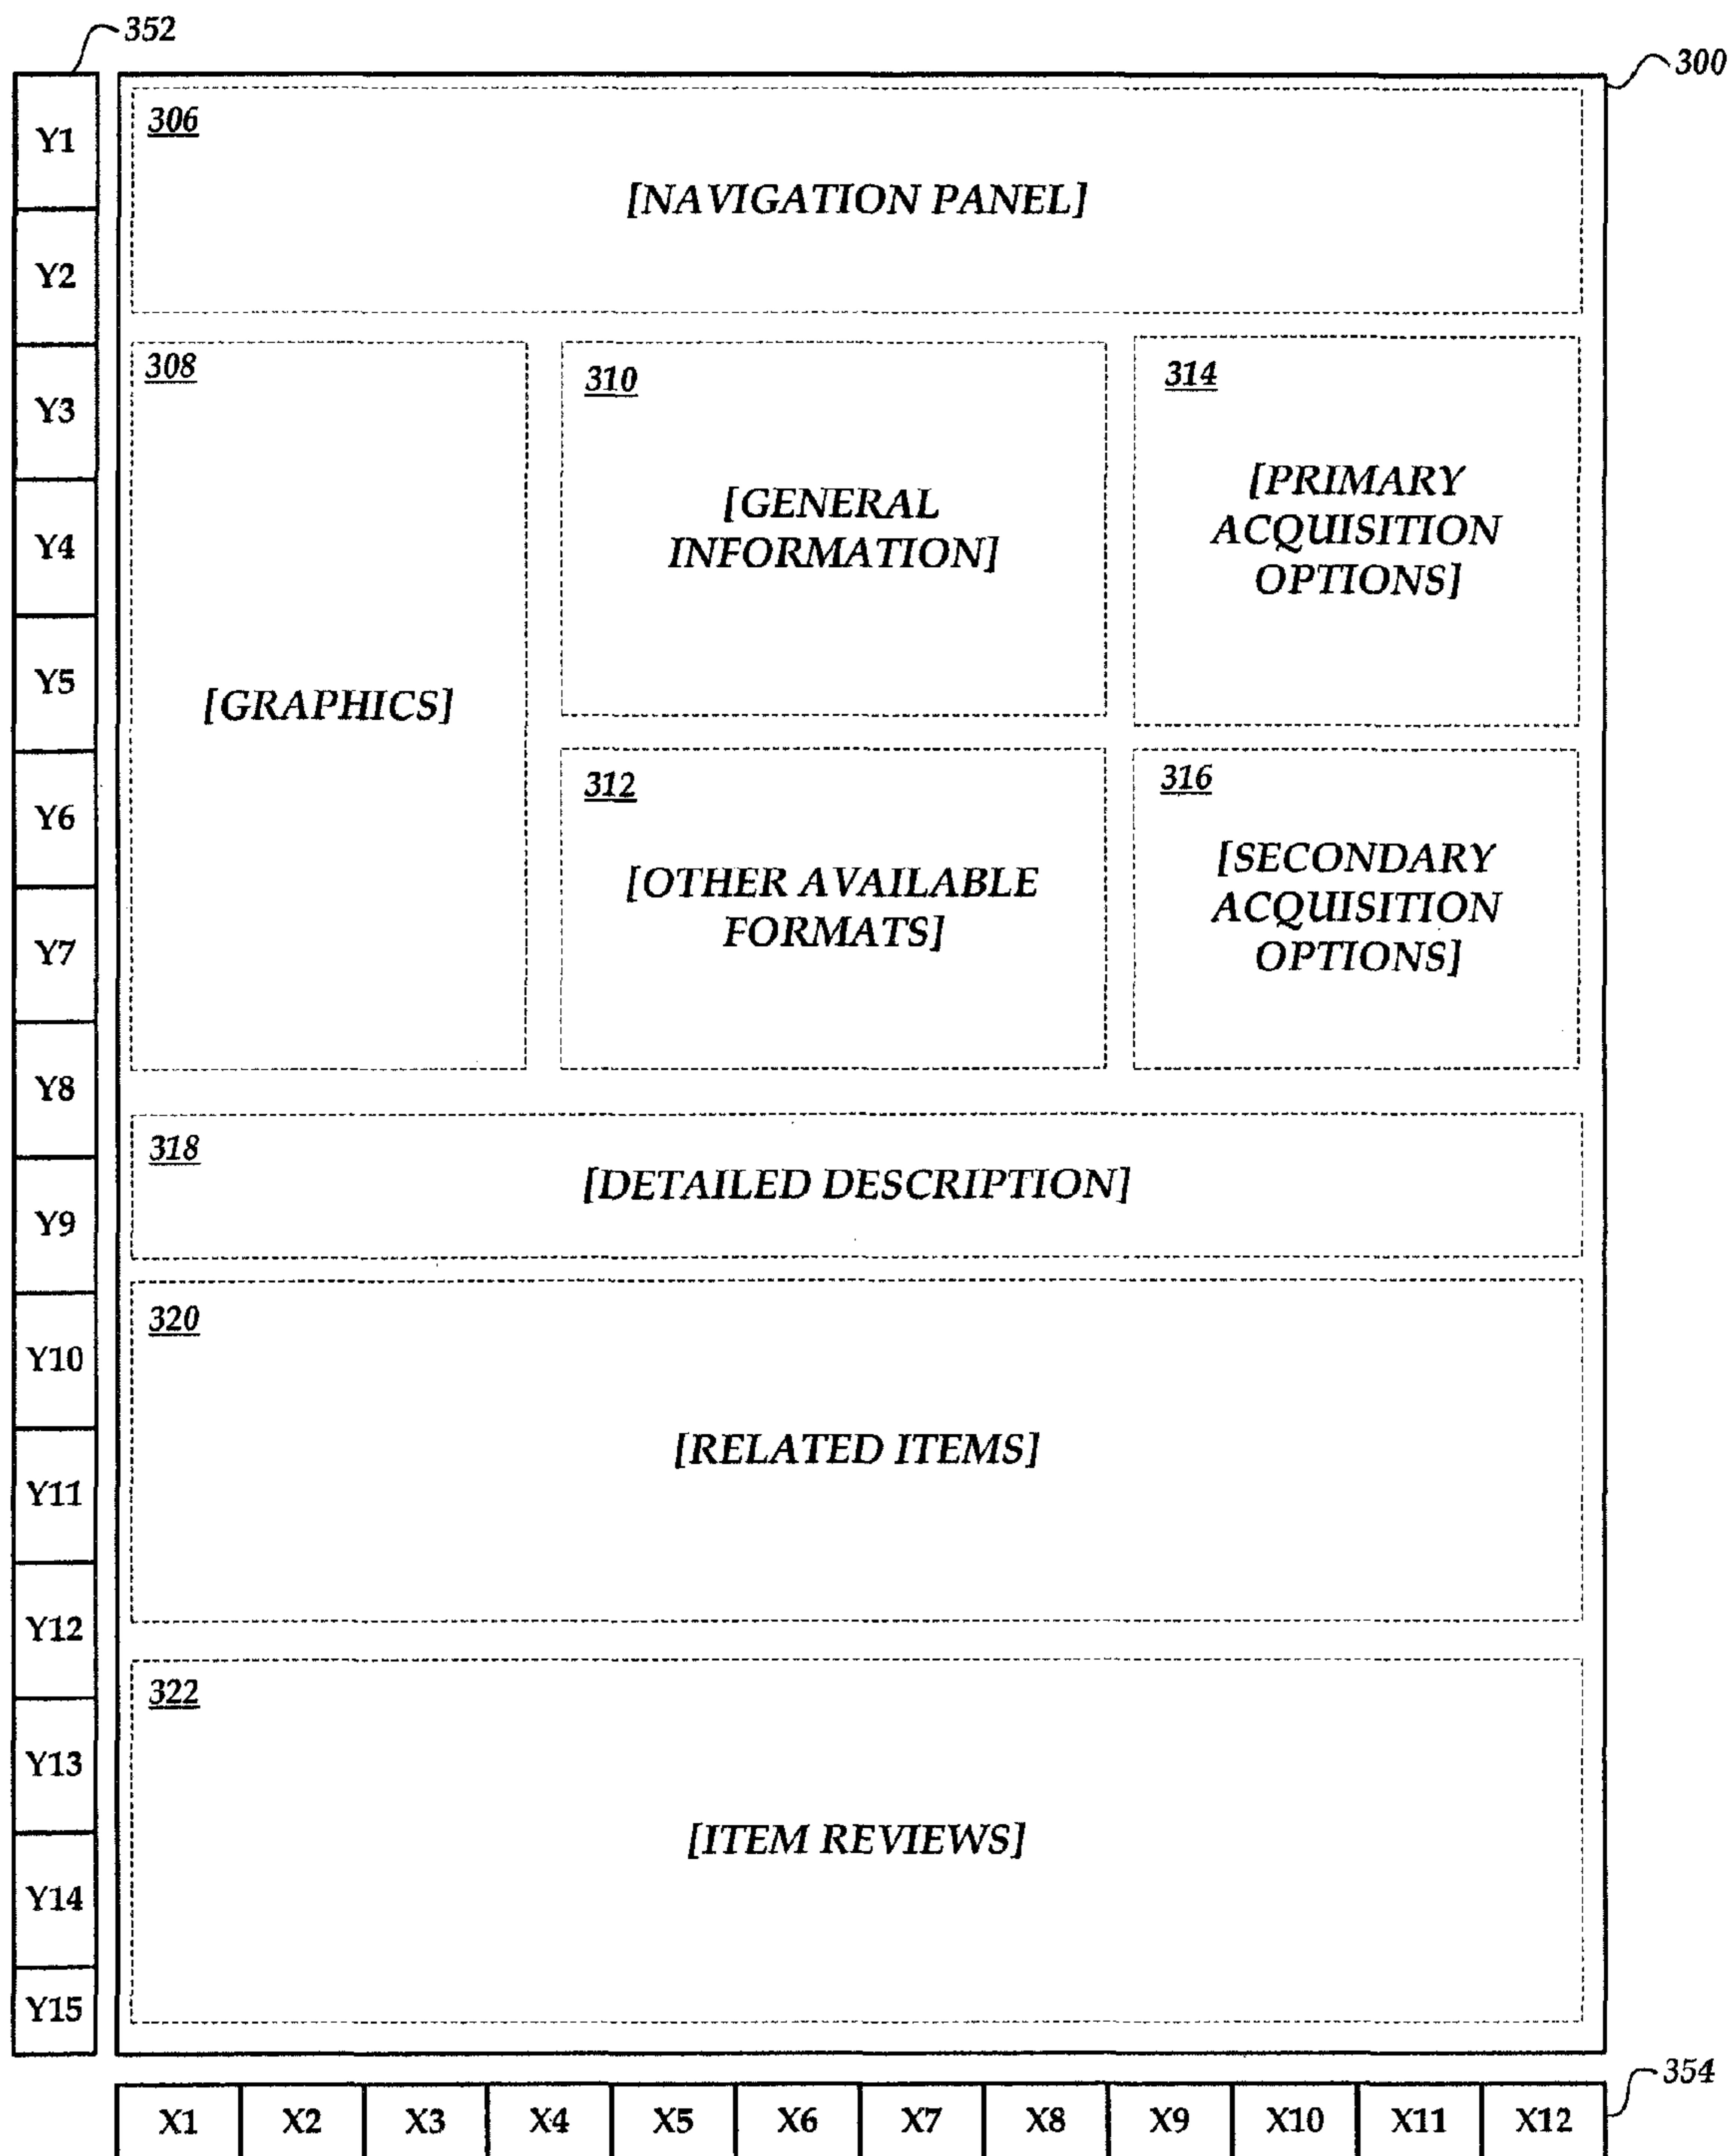 352
300
Y1
Y2
Y3
Y4
Y5
Y6
Y7
Y8
Y9
Y10
Y11
Y12
Y13
Y14
Y15
306
[NAVIGATION PANEL]
308
[GRAPHICS]
310
[GENERAL
INFORMATION]
314
[PRIMARY
ACQUISITION
OPTIONS]
312
[OTHER AVAILABLE
FORMATS]
316
[SECONDARY
ACQUISITION
OPTIONS]
318
[DETAILED DESCRIPTION]
320
[RELATED ITEMS]
322
[ITEM REVIEWS]
354
X1 X2 X3 X4 X5 X6 X7 X8 X9 X10 X11 X12